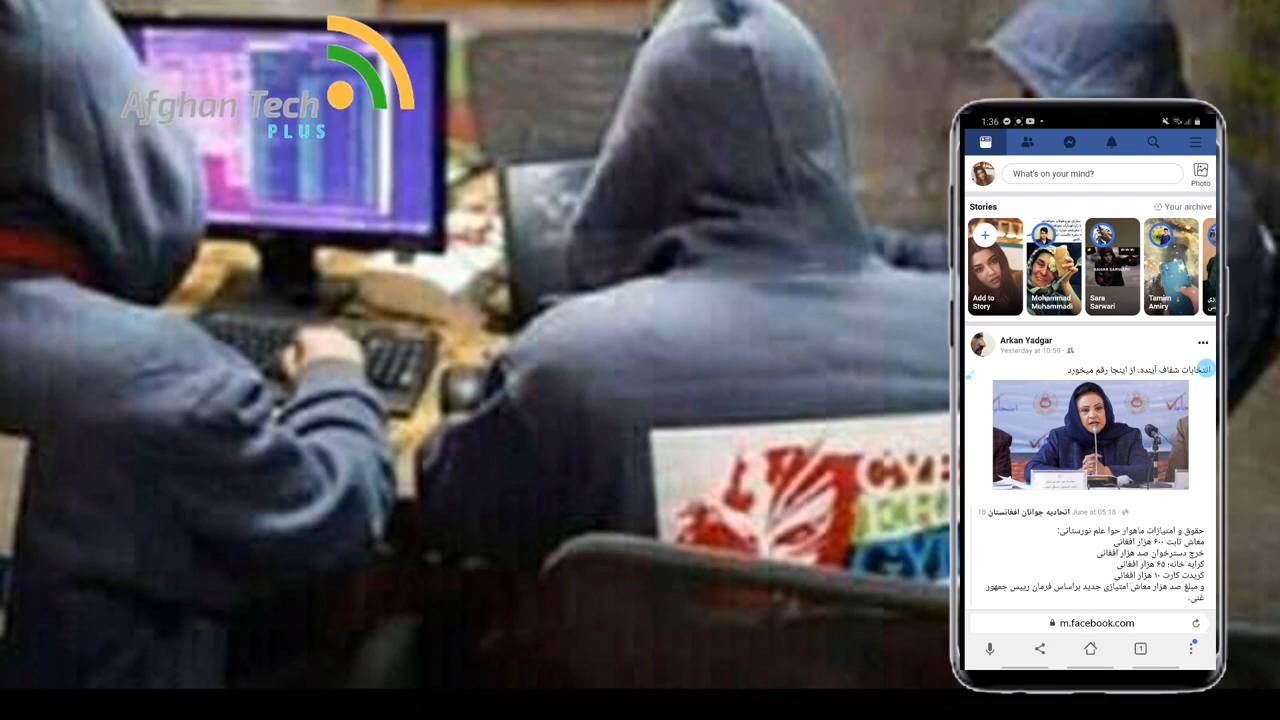 Afghan Tech
PLUS
1:36
What's on your mind?
Photo
Stories
Your archive
Add to
Story
Mohammad
Muhammadi
SAHAR SARWARY
Sara
Sarwari
Tamim
Amiry
Arkan Yadgar
Yesterday at 10:59
انتخابات شفاف آینده. از اینجا رقم میخورد
اتحادیه جوانان افغانستان
18 June at 05:18
حقوق و امتیازات ماهوار حوا علم نورستانی:
معاش ثابت ۶۰۰ هزار افغانی
خرچ دسترخوان صد هزار افغانی
کرایه خانه؛ ۶۵ هزار افغانی
کریدت کارت ۱۰ هزار افغانی
و مبلغ صد هزار معاش امتیازی جدید براساس فرمان رییس جمهور
غنی.
m.facebook.com
1